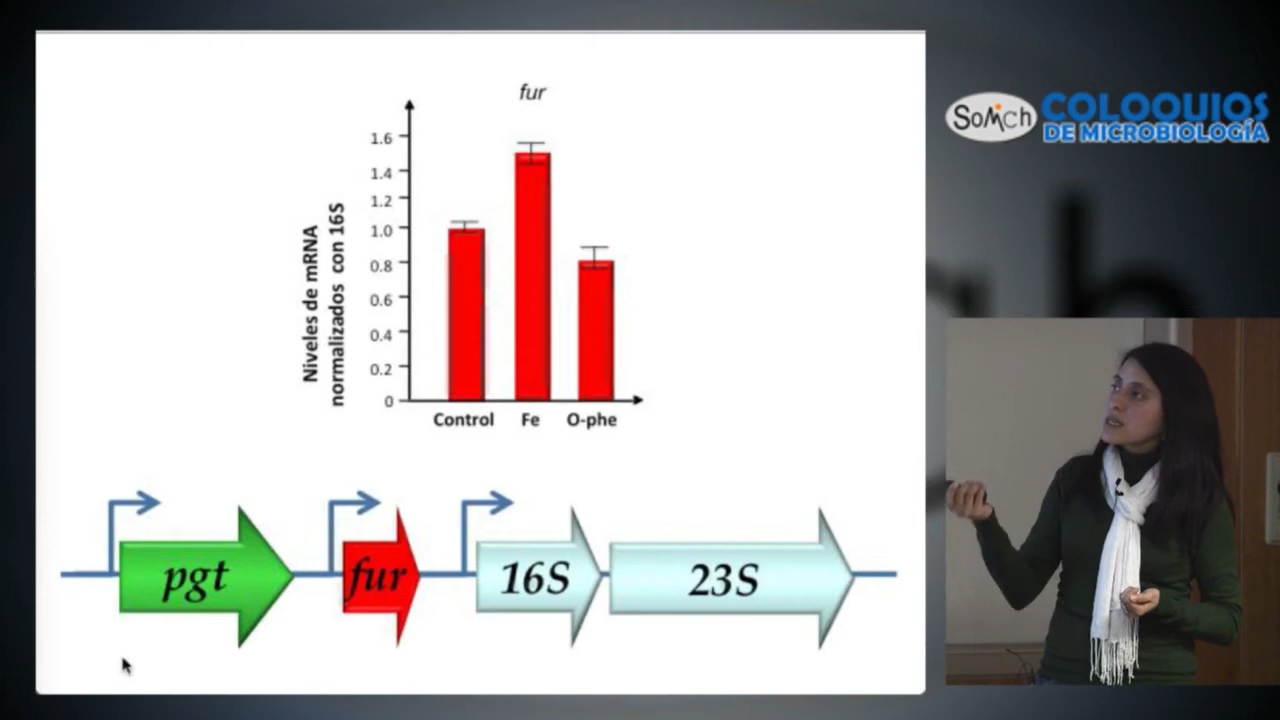 fur
Niveles de mRNA
normalizados con 16S
1.6
1.4
1.2
1.0
0.8
0.6
0.4
0.2
0
Control Fe O-phe
pgt fur 16S 23S
SoMich COLOQUIOS
DE MICROBIOLOGÍA